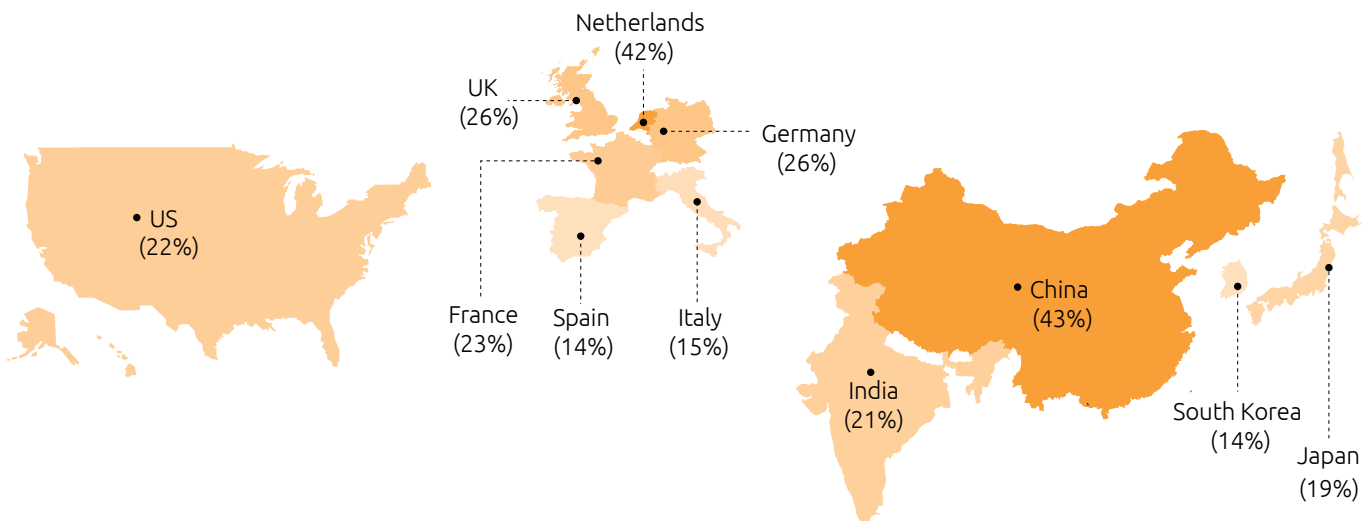 Netherlands
(42%)
UK
(26%)
Germany
(26%)
US
(22%)
France
(23%)
Spain
(14%)
Italy
(15%)
China
(43%)
India
(21%)
South Korea
(14%)
Japan
(19%)